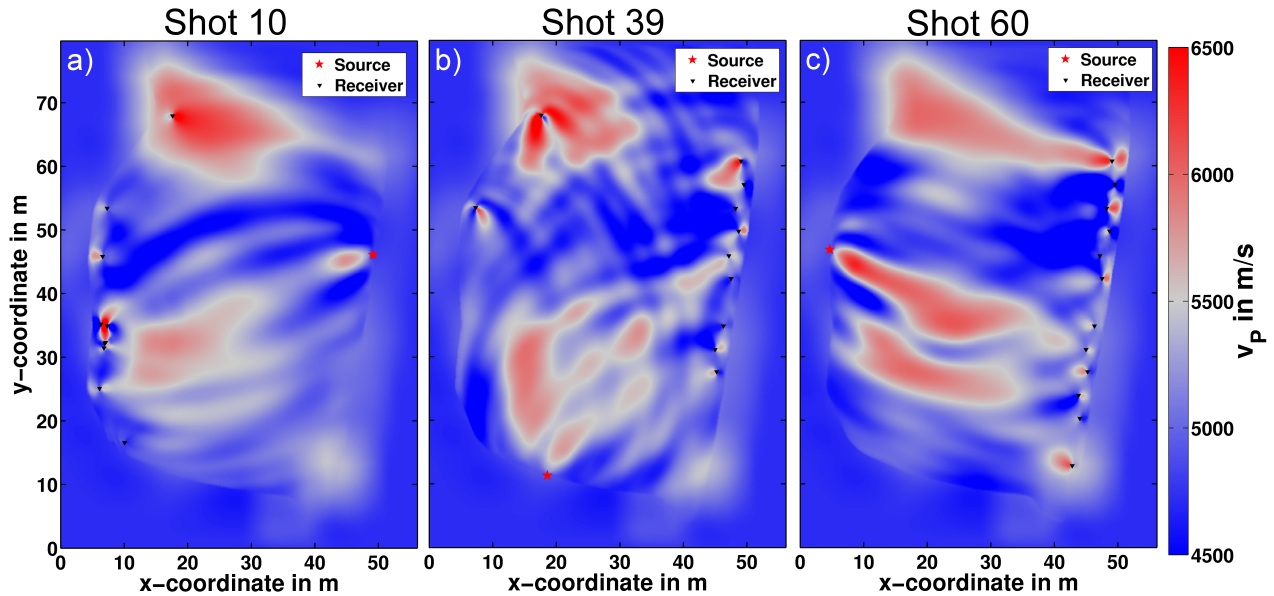 Shot 10
Shot 39
Shot 60
a)
Source
Receiver
b)
Source
Receiver
c)
Source
Receiver
70
60
50
40
30
20
10
0
y-coordinate in m
0 10 20 30 40 50
x-coordinate in m
0 10 20 30 40 50
x-coordinate in m
0 10 20 30 40 50
x-coordinate in m
6500
6000
5500
5000
4500
vP in m/s